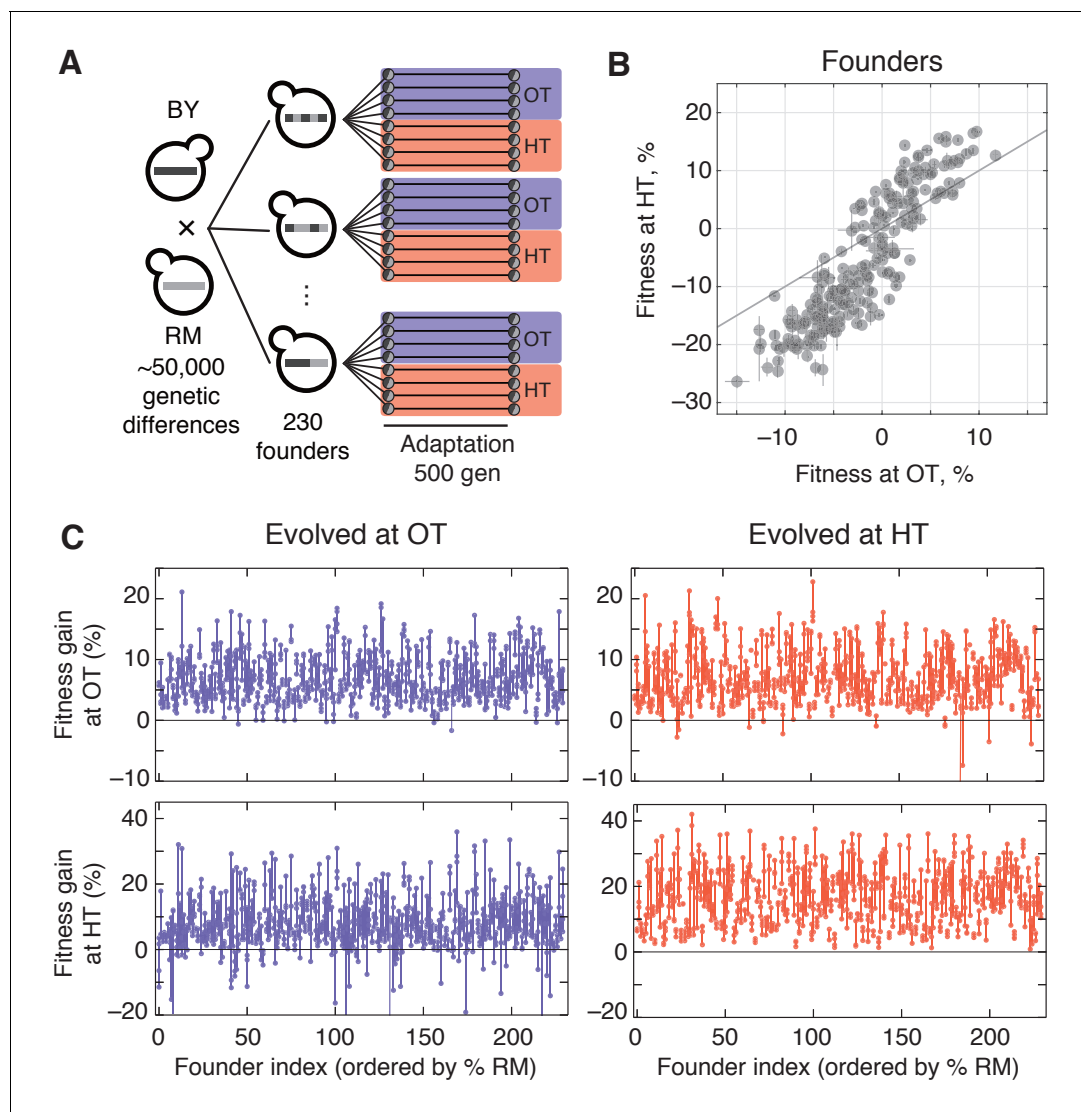 A
BY
×
RM
~50,000
genetic
differences
⋮
230
founders
OT
HT
OT
HT
OT
HT
Adaptation
500 gen
B
Founders
Fitness at HT, %
20
10
0
−10
−20
−30
−10
0
10
Fitness at OT, %
C
Evolved at OT
Evolved at HT
Fitness gain
at OT (%)
20
10
0
−10
20
10
0
−10
Fitness gain
at HT (%)
40
20
0
−20
40
20
0
−20
0
50
100
150
200
0
50
100
150
200
Founder index (ordered by % RM)
Founder index (ordered by % RM)